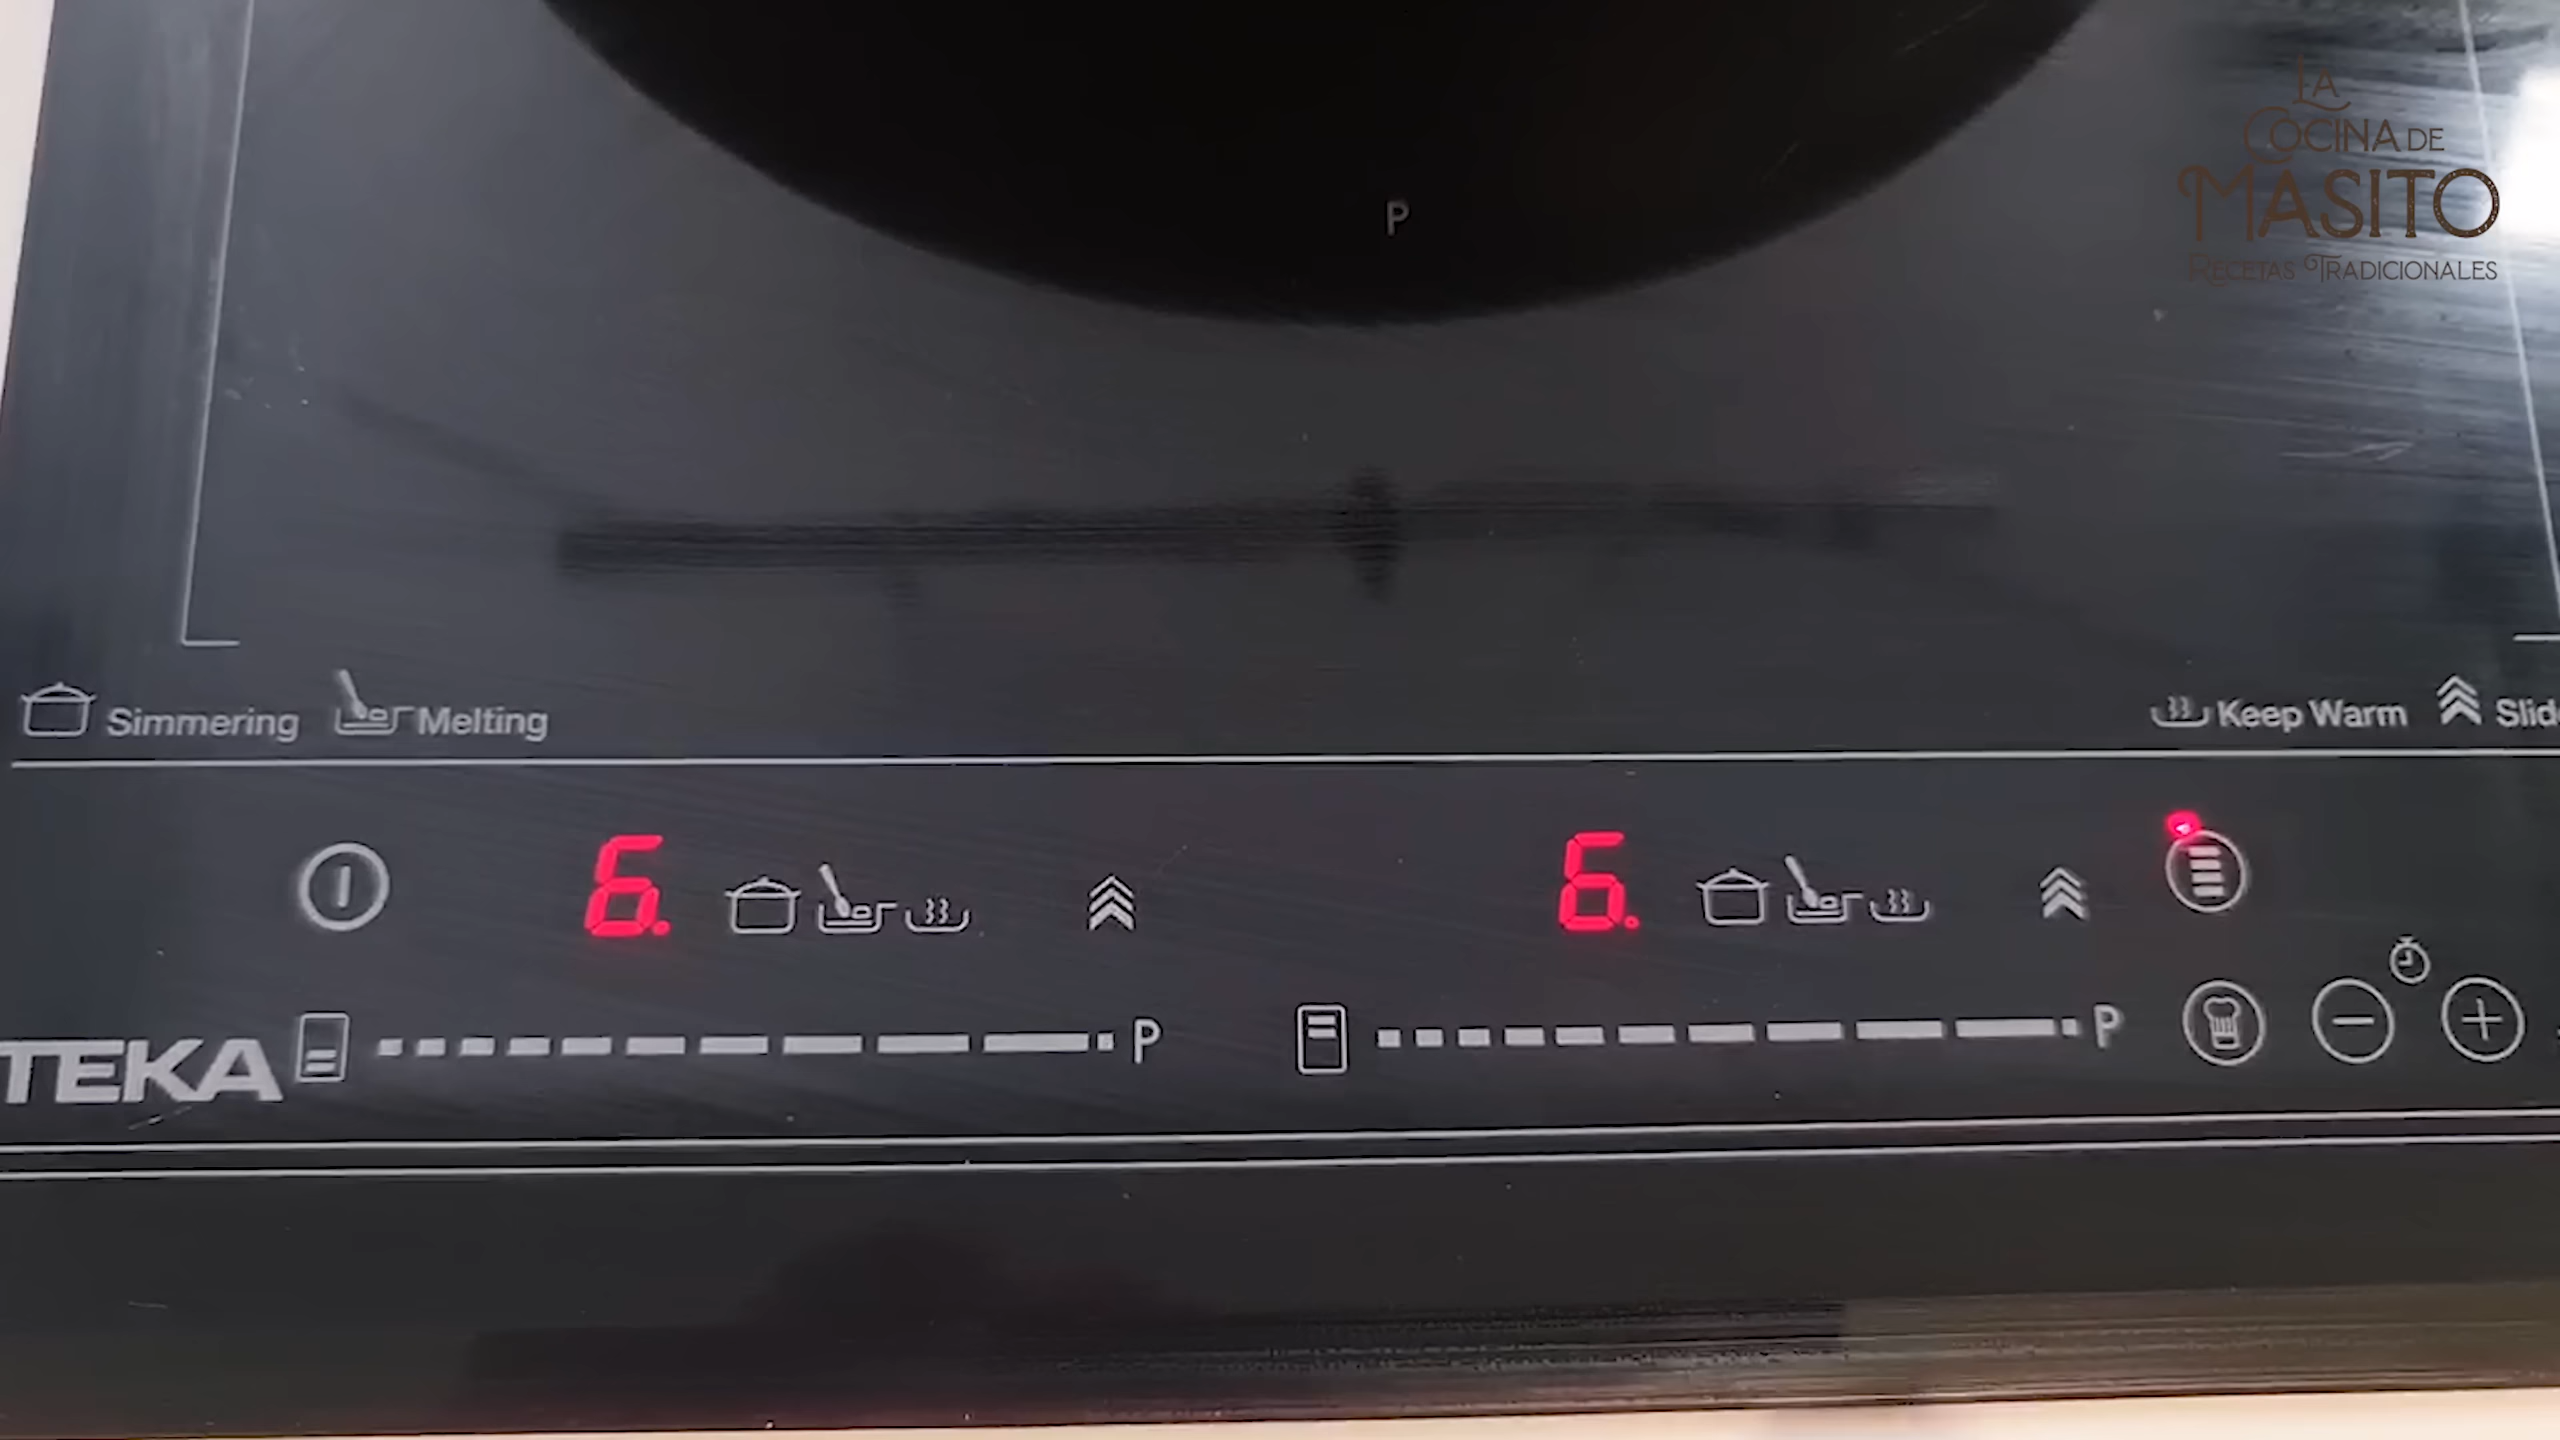 LA
COCINA DE
MASITO
RECETAS TRADICIONALES
P
Simmering
Melting
Keep Warm
6.
6.
TEKA
P
P